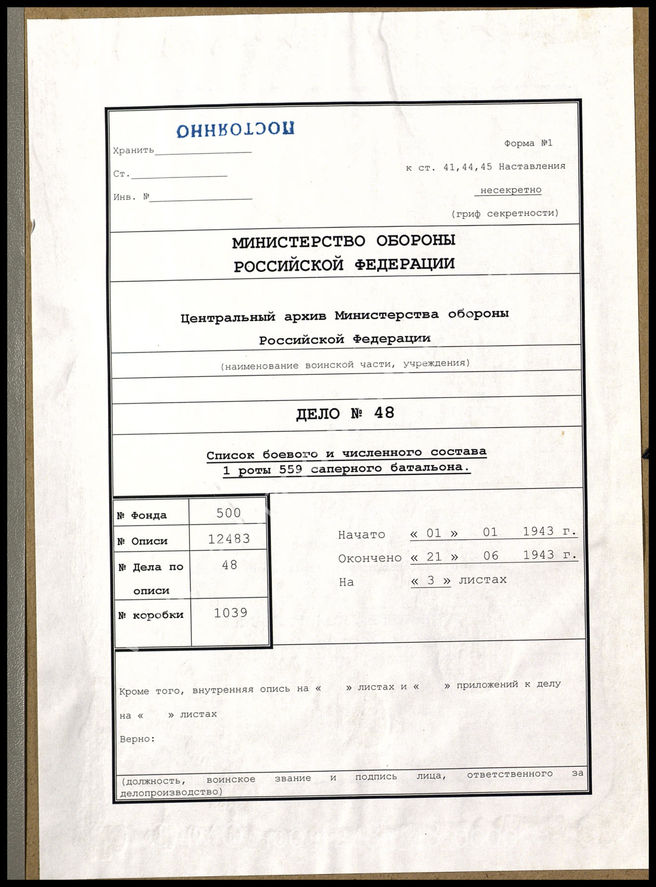 ПОСТОЯННО
Хранить
Форма №1
Ст.
к ст. 41,44,45 Наставления
Инв. №
несекретно
(гриф секретности)
МИНИСТЕРСТВО ОБОРОНЫ
РОССИЙСКОЙ ФЕДЕРАЦИИ
Центральный архив Министерства обороны
Российской Федерации
(наименование воинской части, учреждения)
ДЕЛО № 48
Список боевого и численного состава
1 роты 559 саперного батальона.
№ Фонда 500
№ Описи 12483
№ Дела по описи 48
№ коробки 1039
Начато « 01 » 01 1943 г.
Окончено « 21 » 06 1943 г.
На « 3 » листах
Кроме того, внутренняя опись на « » листах и « » приложений к делу
на « » листах
Верно:
(должность, воинское звание и подпись лица, ответственного за
делопроизводство)